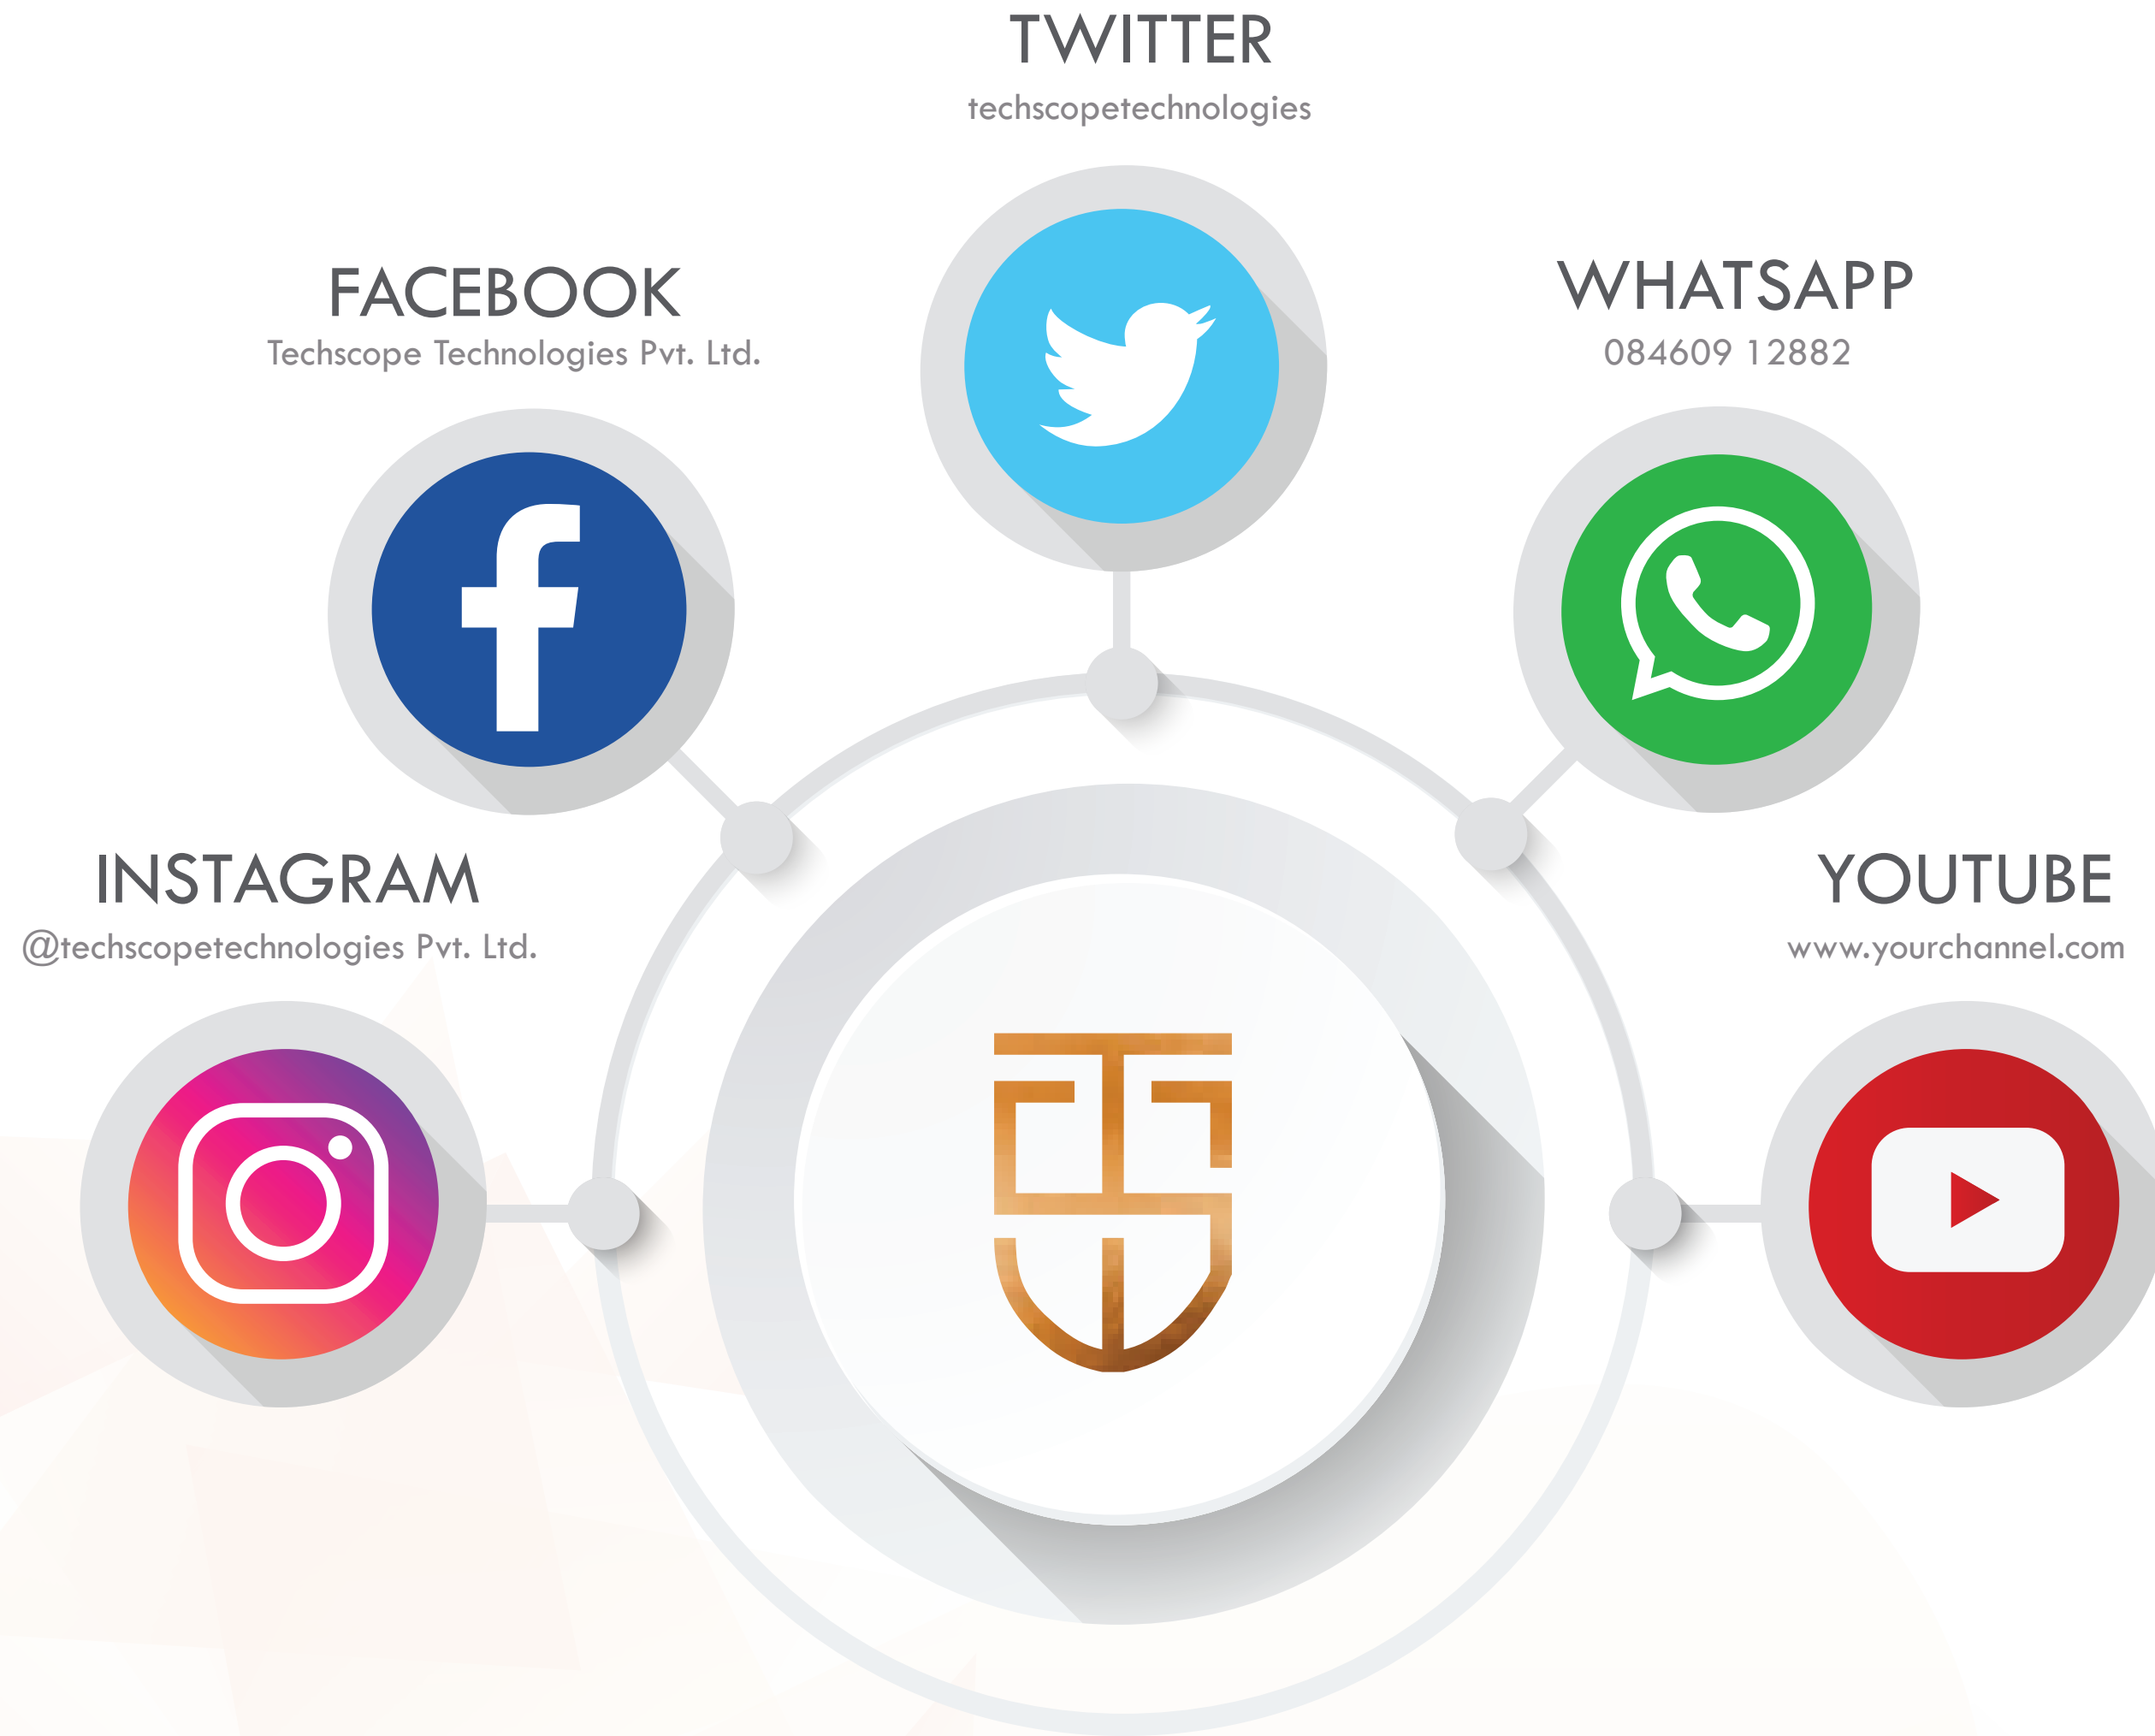 TWITTER
techscopetechnologies
FACEBOOK
Techscope Technologies Pvt. Ltd.
WHATSAPP
084609 12882
INSTAGRAM
@techscopetechnologies Pvt. Ltd.
YOUTUBE
www.yourchannel.com